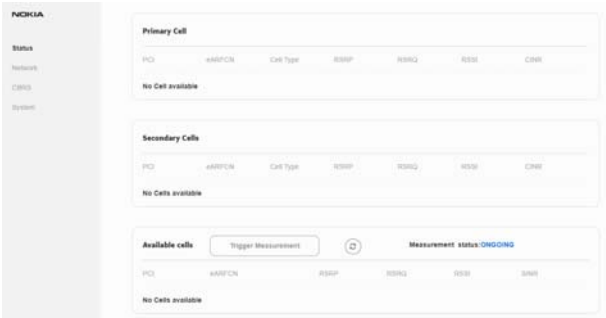 NOKIA
Status
Network
CBRS
System
Primary Cell
PCI eARFCN Cell Type RSRP RSRQ RSSI CINR
No Cell available
Secondary Cells
PCI eARFCN Cell Type RSRP RSRQ RSSI CINR
No Cells available
Available cells Trigger Measurement Measurement status:ONGOING
PCI eARFCN RSRP RSRQ RSSI SINR
No Cells available